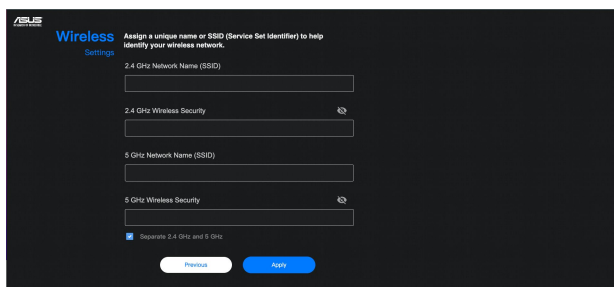 ASUS
Wireless
Settings
Assign a unique name or SSID (Service Set Identifier) to help
identify your wireless network.
2.4 GHz Network Name (SSID)
2.4 GHz Wireless Security
5 GHz Network Name (SSID)
5 GHz Wireless Security
Separate 2.4 GHz and 5 GHz
Previous
Apply